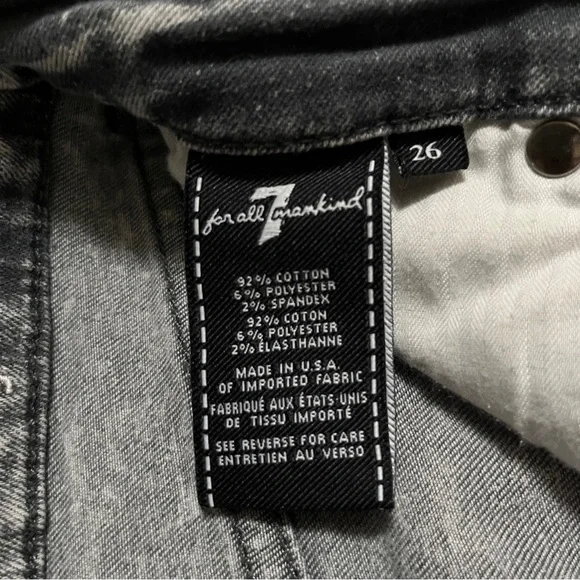 26
for all 7 mankind
92% COTTON
6% POLYESTER
2% SPANDEX
92% COTON
6% POLYESTER
2% ELASTHANNE
MADE IN U.S.A.
OF IMPORTED FABRIC
FABRIQUÉ AUX ÉTATS-UNIS
DE TISSU IMPORTÉ
SEE REVERSE FOR CARE
ENTRETIEN AU VERSO